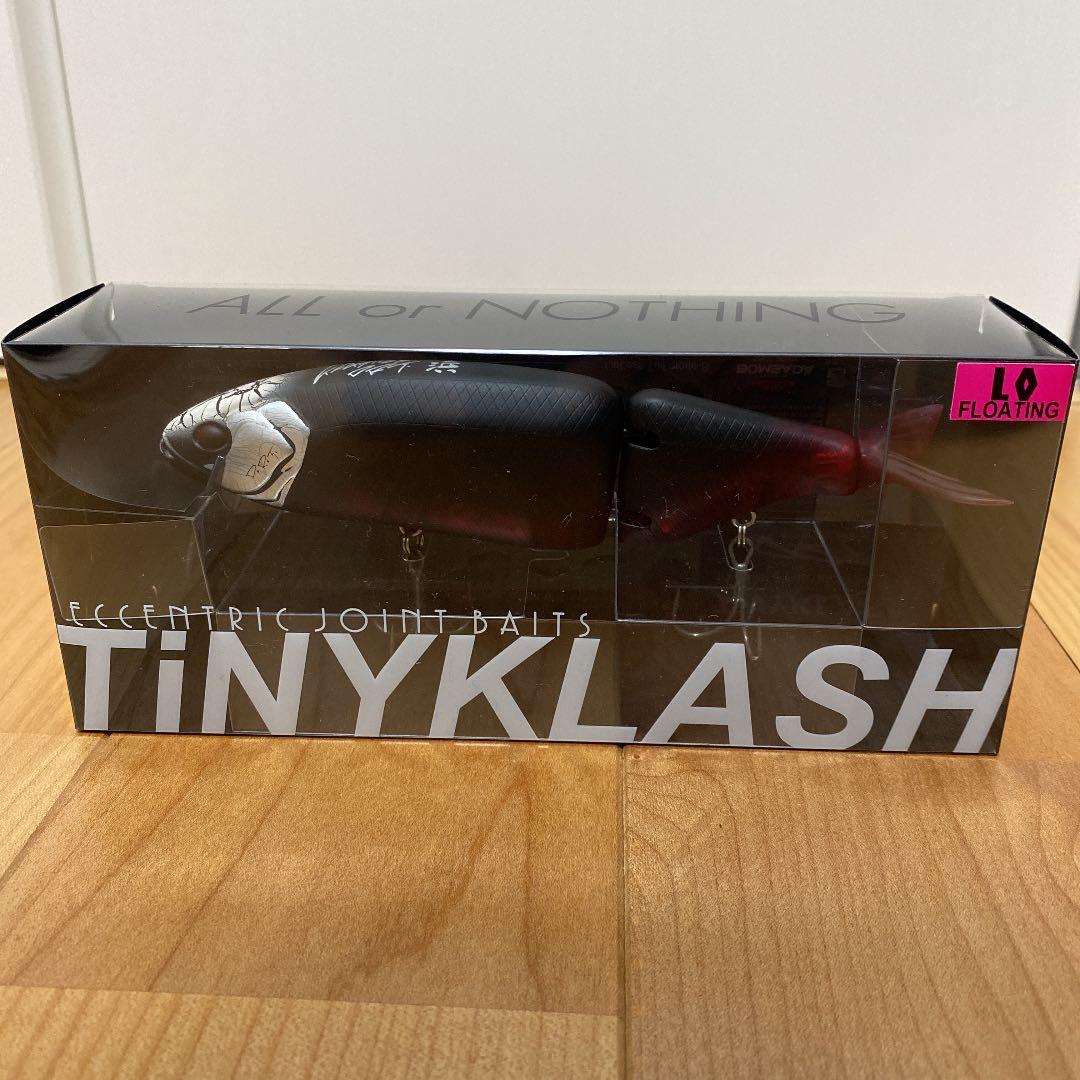 ALL or NOTHING
LO
FLOATING
D.R.T.
ECCENTRIC JOINT BAITS
TiNYKLASH